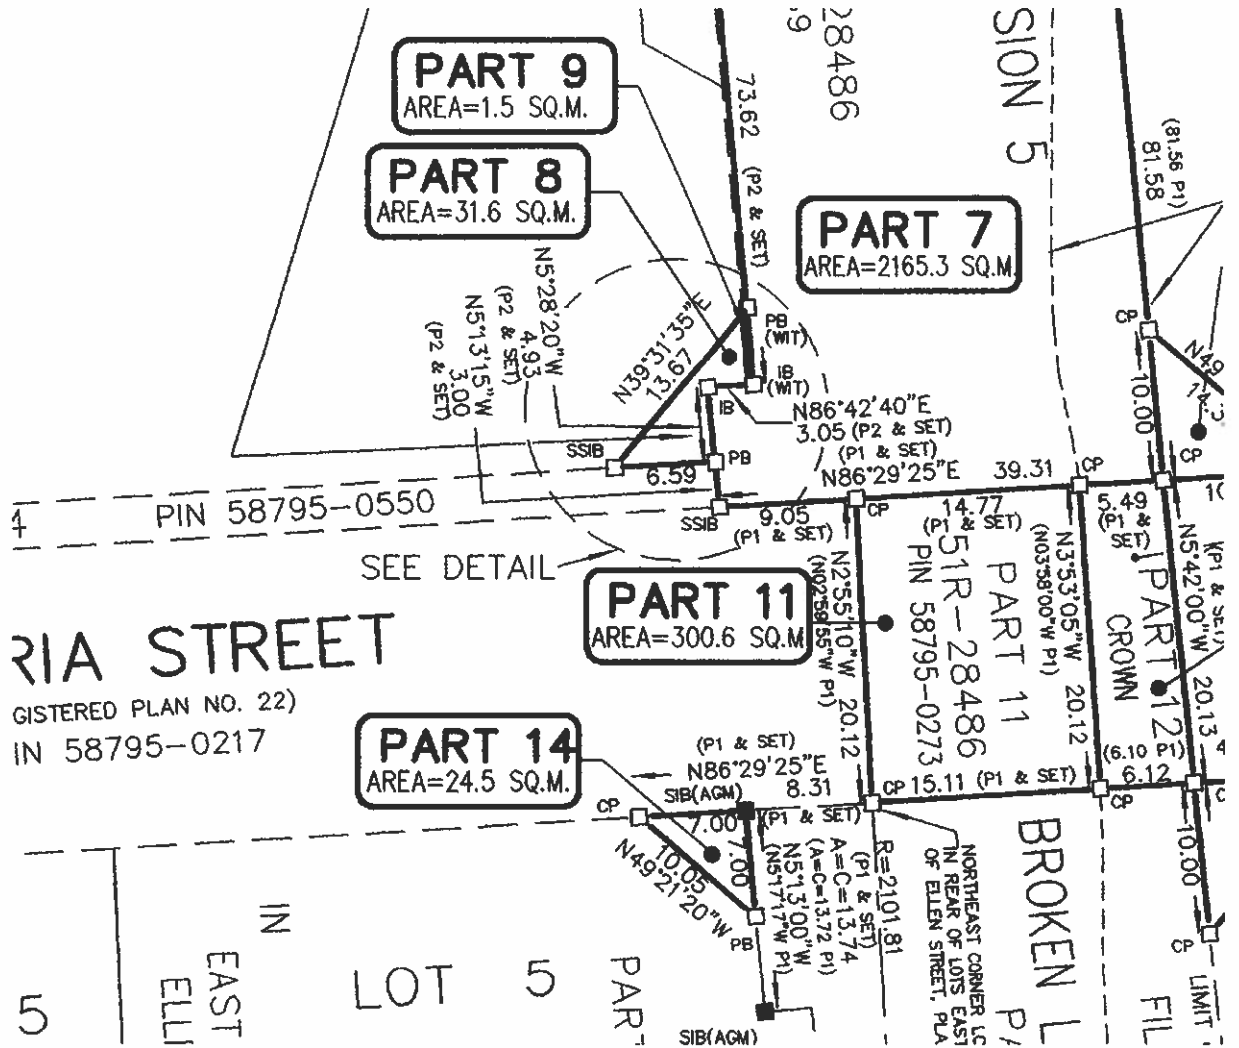 PART 9
AREA=1.5 SQ.M.
PART 8
AREA=31.6 SQ.M.
PART 7
AREA=2165.3 SQ.M.
73.62 (P2 & SET)
28486
SION 5
(81.56 P1)
81.58
N5°28'20"W
4.93
(P2 & SET)
N5°13'15"W
3.00
(P2 & SET)
N39°31'35"E
13.67
PB
(WIT)
IB
(WIT)
IB
N86°42'40"E
3.05 (P2 & SET)
(P1 & SET)
N86°29'25"E
39.31
CP
CP
N49
10.00
CP
SSIB
6.59
PB
SSIB
9.05
(P1 & SET)
CP
14.77
(P1 & SET)
5.49
(P1 &
SET)
PIN 58795-0550
SEE DETAIL
PART 11
AREA=300.6 SQ.M
N2°55'10"W 20.12
(N02°59'55"W P1)
PIN 58795-0273
51R-28486
PART 11
(N03°58'00"W P1)
N3°53'05"W 20.12
CROWN
PART 12
N5°42'00"W 20.13
(P1 & SET)
RIA STREET
GISTERED PLAN NO. 22)
IN 58795-0217
PART 14
AREA=24.5 SQ.M.
(P1 & SET)
N86°29'25"E
8.31
SIB(AGM)
CP
7.00
(P1 & SET)
CP
15.11 (P1 & SET)
CP
(6.10 P1)
6.12
7.00
10.05
N49°21'20"W
PB
(N5°17'17"W P1)
N5°13'00"W
(A=C=13.72 P1)
A=C=13.74
(P1 & SET)
R=2101.81
NORTHEAST CORNER LC
IN REAR OF LOTS EAST
OF ELLEN STREET, PLA
BROKEN L
10.00
CP
LIMIT
FIL
PA
IN
EAST
ELLI
LOT 5
PAR
5
SIB(AGM)